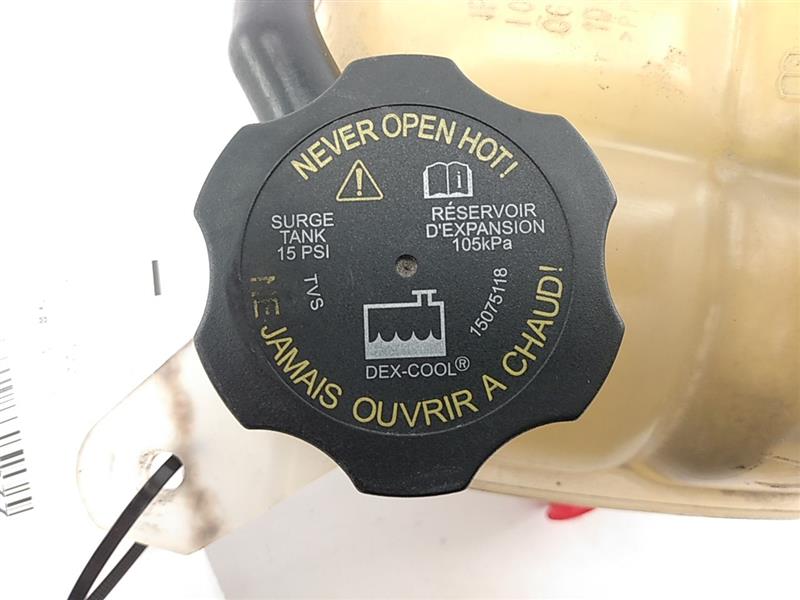 NEVER OPEN HOT!
SURGE
TANK
15 PSI
RÉSERVOIR
D'EXPANSION
105kPa
TVS
15075118
DEX-COOL®
NE JAMAIS OUVRIR A CHAUD!